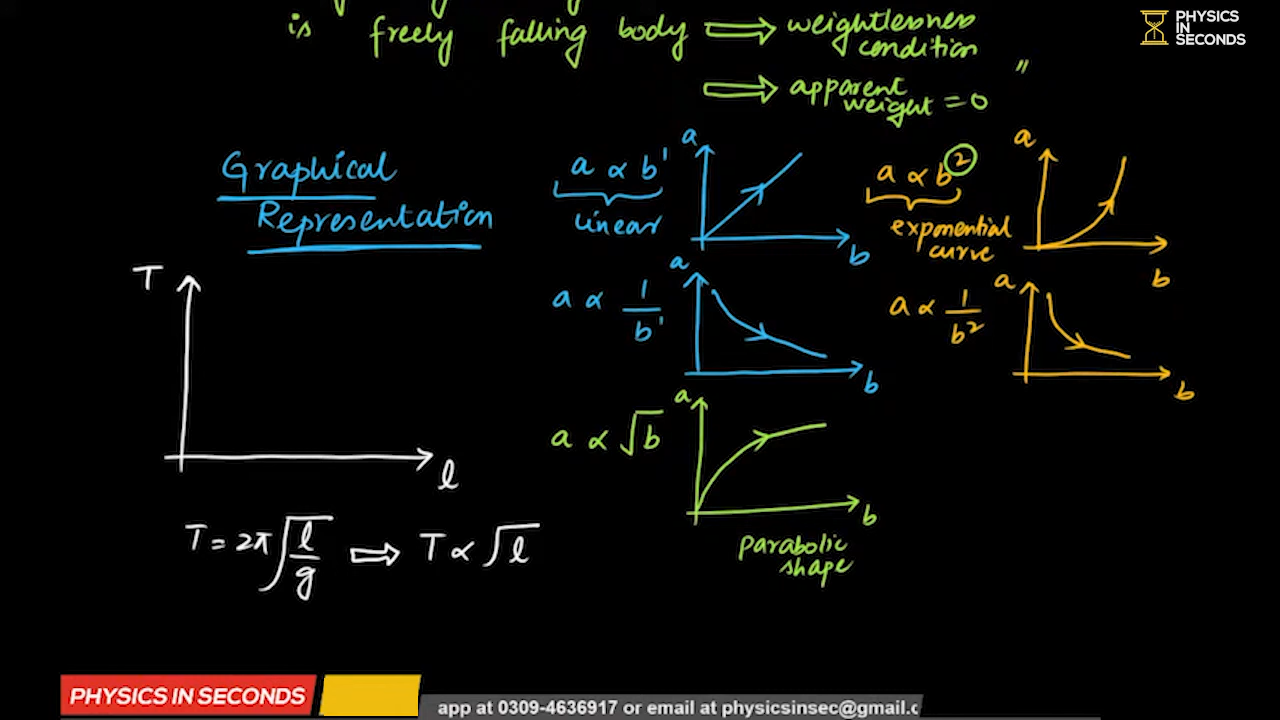 is freely falling body ⇒ weightlessness
condition
⇒ apparent
weight = 0 "
PHYSICS
IN
SECONDS
Graphical
Representation
a ∝ b¹
linear
a
b
a ∝ b²
exponential
curve
a
b
a ∝ 1/b¹
a
b
a ∝ 1/b²
a
b
a ∝ √b
a
b
parabolic
shape
T
l
T = 2π√(l/g) ⇒ T ∝ √l
PHYSICS IN SECONDS
app at 0309-4636917 or email at physicsinsec@gmail.c